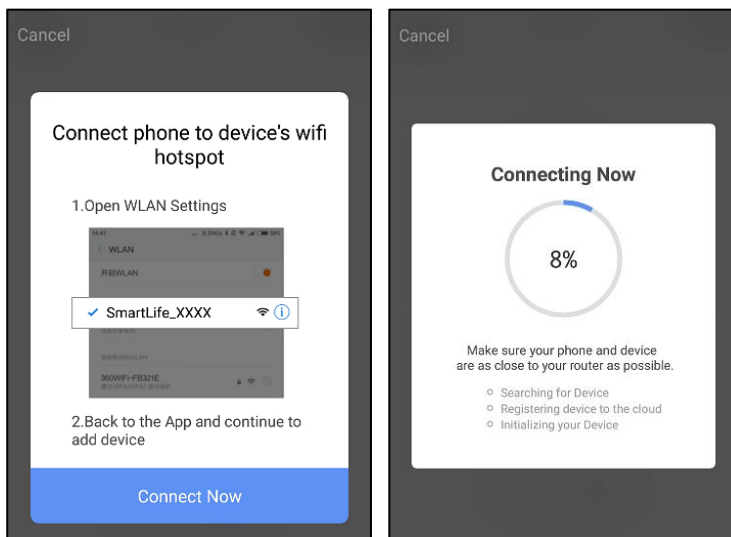 Cancel
Connect phone to device's wifi
hotspot
1.Open WLAN Settings
WLAN
开启WLAN
SmartLife_XXXX
360WiFi-FB321E
2.Back to the App and continue to
add device
Connect Now
Cancel
Connecting Now
8%
Make sure your phone and device
are as close to your router as possible.
Searching for Device
Registering device to the cloud
Initializing your Device